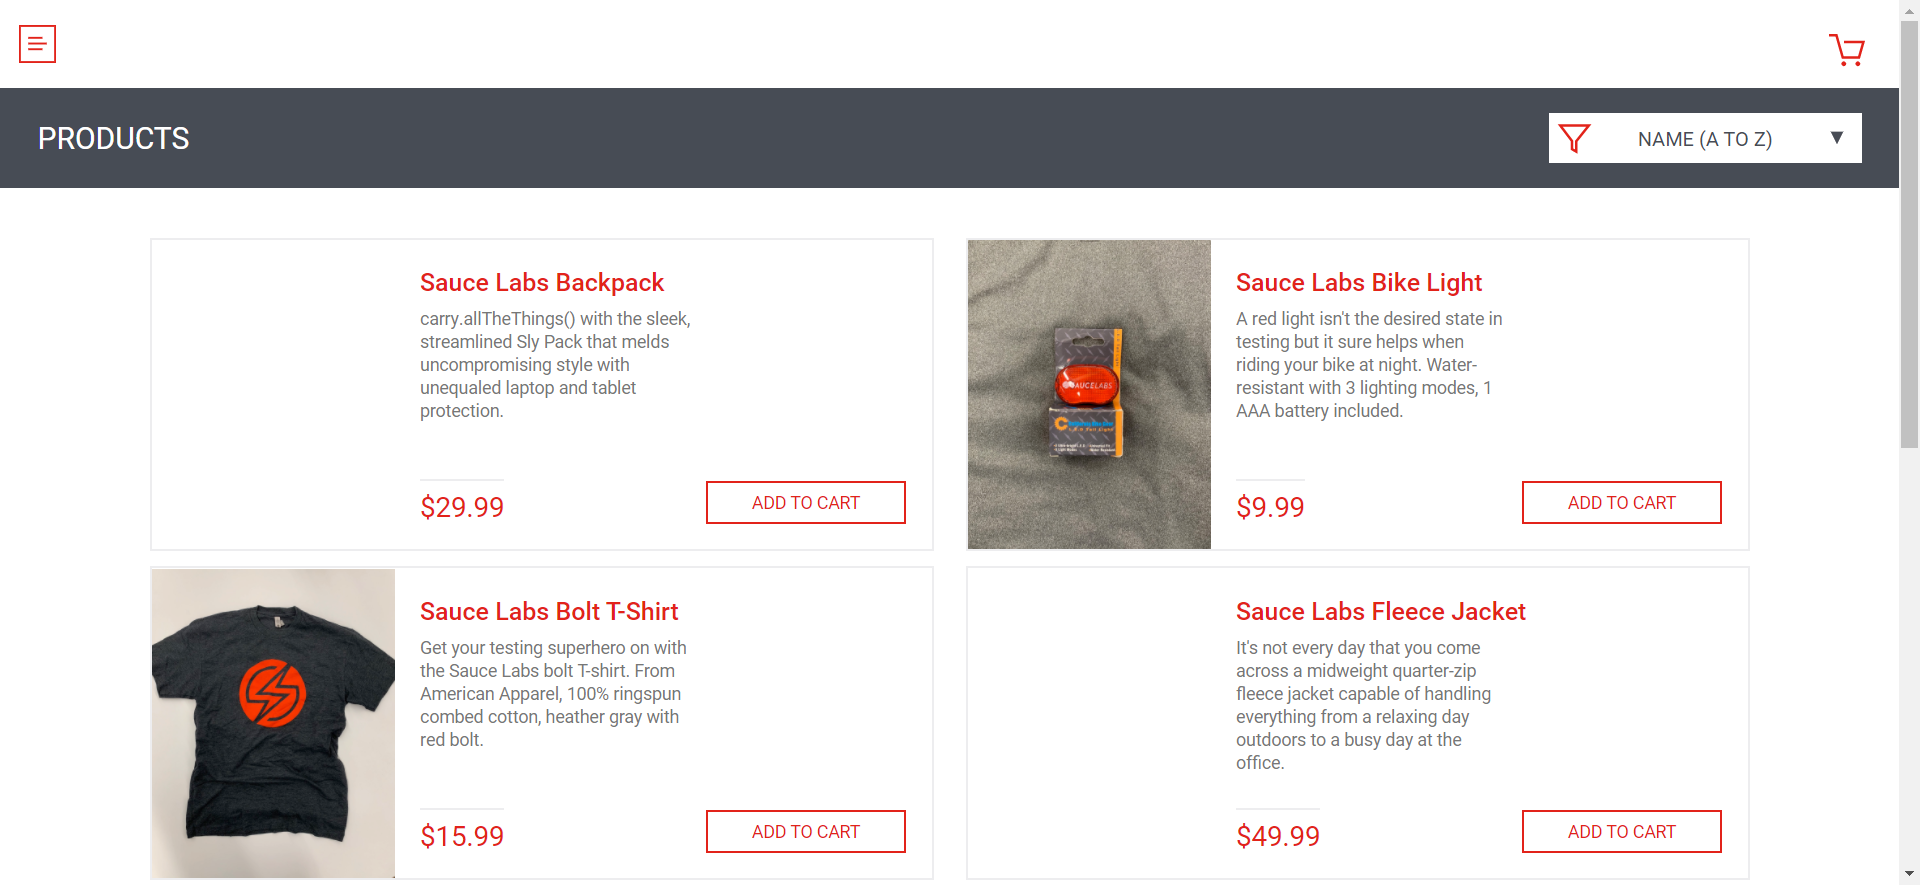 PRODUCTS
NAME (A TO Z)
Sauce Labs Backpack
carry.allTheThings() with the sleek,
streamlined Sly Pack that melds
uncompromising style with
unequaled laptop and tablet
protection.
$29.99
ADD TO CART
Sauce Labs Bike Light
A red light isn't the desired state in
testing but it sure helps when
riding your bike at night. Water-
resistant with 3 lighting modes, 1
AAA battery included.
$9.99
ADD TO CART
SAUCELABS
Sauce Labs Bolt T-Shirt
Get your testing superhero on with
the Sauce Labs bolt T-shirt. From
American Apparel, 100% ringspun
combed cotton, heather gray with
red bolt.
$15.99
ADD TO CART
Sauce Labs Fleece Jacket
It's not every day that you come
across a midweight quarter-zip
fleece jacket capable of handling
everything from a relaxing day
outdoors to a busy day at the
office.
$49.99
ADD TO CART